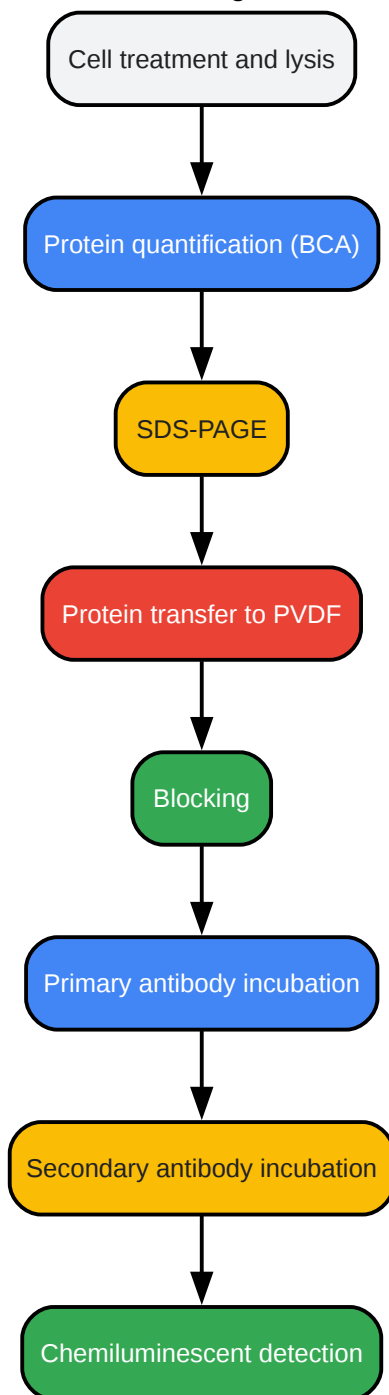 Cell treatment and lysis
Protein quantification (BCA)
SDS-PAGE
Protein transfer to PVDF
Blocking
Primary antibody incubation
Secondary antibody incubation
Chemiluminescent detection